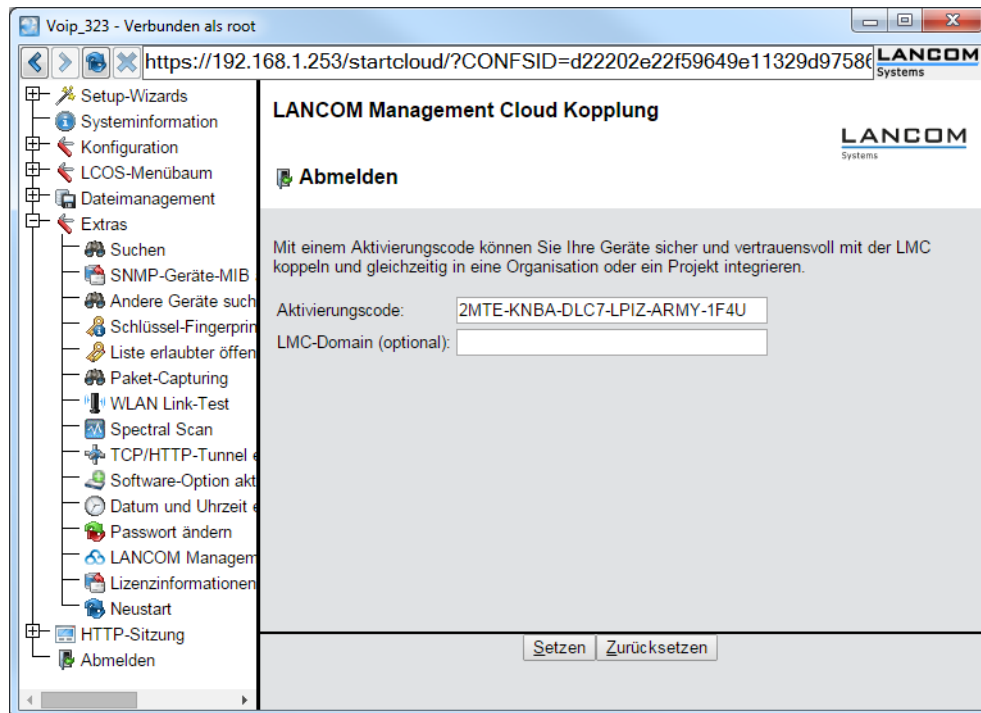 Voip_323 - Verbunden als root
https://192.168.1.253/startcloud/?CONFSID=d22202e22f59649e11329d9758
LANCOM
Systems
Setup-Wizards
Systeminformation
Konfiguration
LCOS-Menübaum
Dateimanagement
Extras
Suchen
SNMP-Geräte-MIB
Andere Geräte such
Schlüssel-Fingerprin
Liste erlaubter öffen
Paket-Capturing
WLAN Link-Test
Spectral Scan
TCP/HTTP-Tunnel e
Software-Option akt
Datum und Uhrzeit e
Passwort ändern
LANCOM Managem
Lizenzinformationen
Neustart
HTTP-Sitzung
Abmelden
LANCOM Management Cloud Kopplung
LANCOM
Systems
Abmelden
Mit einem Aktivierungscode können Sie Ihre Geräte sicher und vertrauensvoll mit der LMC
koppeln und gleichzeitig in eine Organisation oder ein Projekt integrieren.
Aktivierungscode: 2MTE-KNBA-DLC7-LPIZ-ARMY-1F4U
LMC-Domain (optional):
Setzen Zurücksetzen